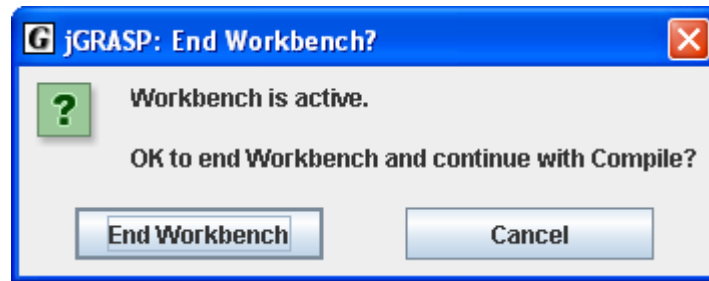 G jGRASP: End Workbench?
?
Workbench is active.
OK to end Workbench and continue with Compile?
End Workbench Cancel